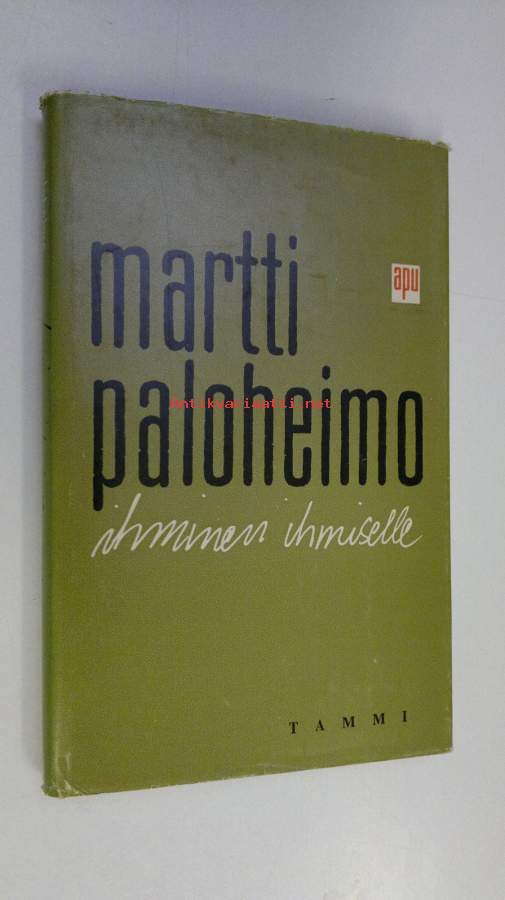 martti
apu
paloheimo
Antikvariaatti.net
ihminen ihmiselle
TAMMI